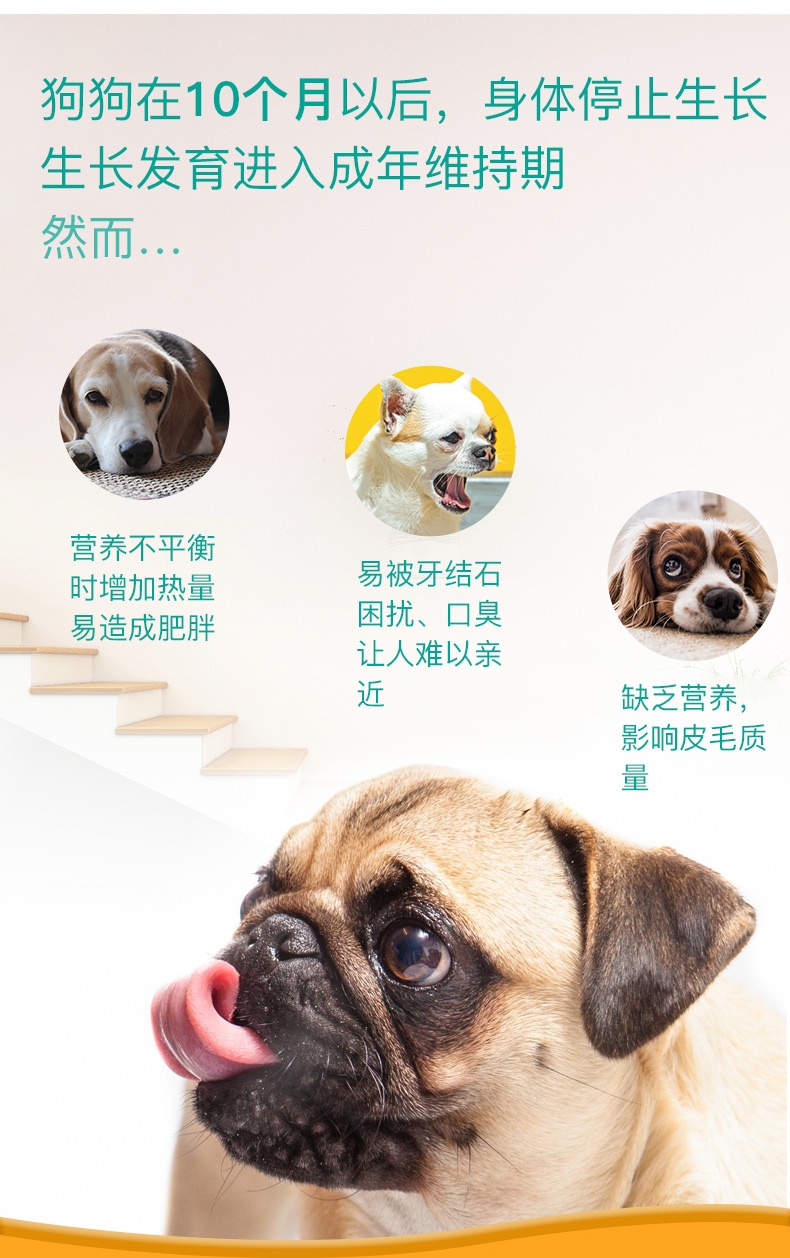 狗狗在10个月以后，身体停止生长
生长发育进入成年维持期
然而...
营养不平衡
时增加热量
易造成肥胖
易被牙结石
困扰、口臭
让人难以亲
近
缺乏营养，
影响皮毛质
量